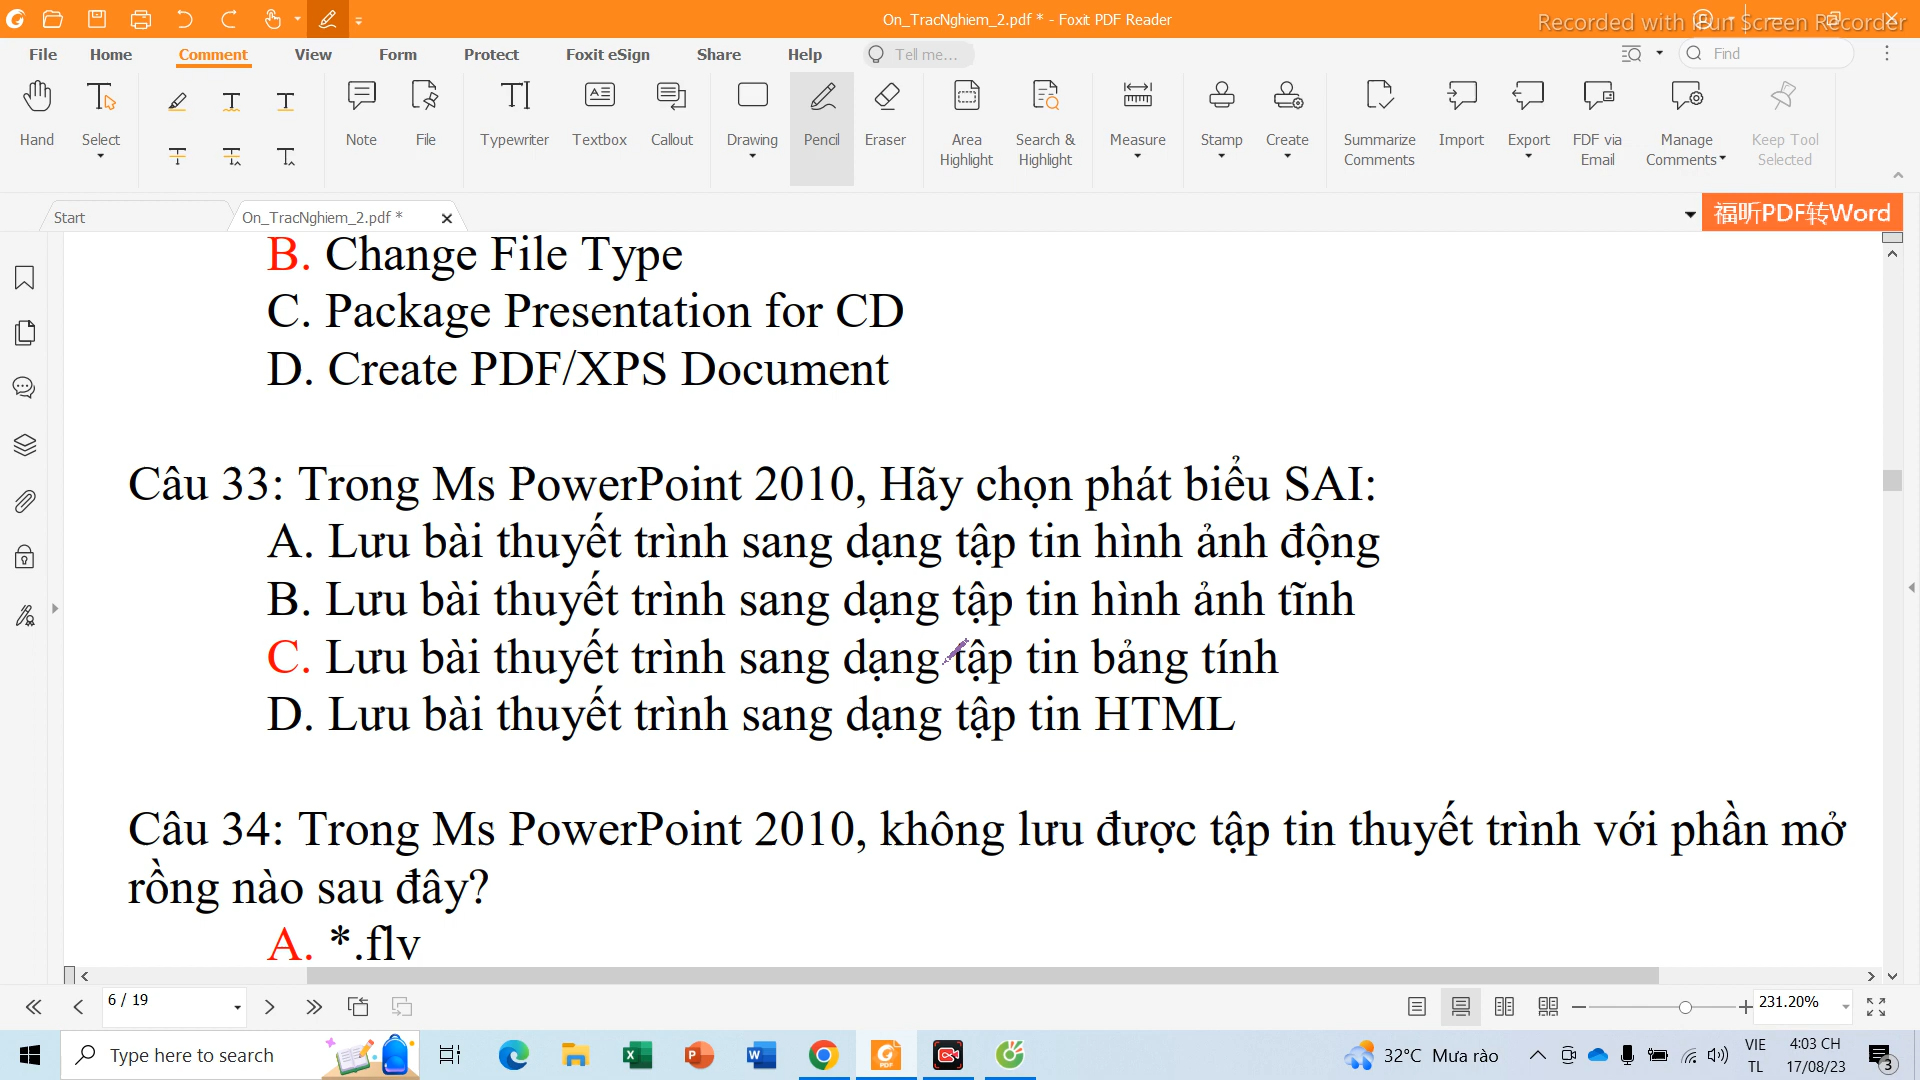 On_TracNghiem_2.pdf * - Foxit PDF Reader
Recorded with iFun Screen Recorder
File Home Comment View Form Protect Foxit eSign Share Help Tell me... Find
Hand Select Note File Typewriter Textbox Callout Drawing Pencil Eraser Area Highlight Search & Highlight Measure Stamp Create Summarize Comments Import Export FDF via Email Manage Comments Keep Tool Selected
Start On_TracNghiem_2.pdf * 福昕PDF转Word
B. Change File Type
C. Package Presentation for CD
D. Create PDF/XPS Document
Câu 33: Trong Ms PowerPoint 2010, Hãy chọn phát biểu SAI:
A. Lưu bài thuyết trình sang dạng tập tin hình ảnh động
B. Lưu bài thuyết trình sang dạng tập tin hình ảnh tĩnh
C. Lưu bài thuyết trình sang dạng tập tin bảng tính
D. Lưu bài thuyết trình sang dạng tập tin HTML
Câu 34: Trong Ms PowerPoint 2010, không lưu được tập tin thuyết trình với phần mở
rồng nào sau đây?
A. *.flv
6 / 19 231.20%
Type here to search 32°C Mưa rào VIE 4:03 CH
TL 17/08/23 3